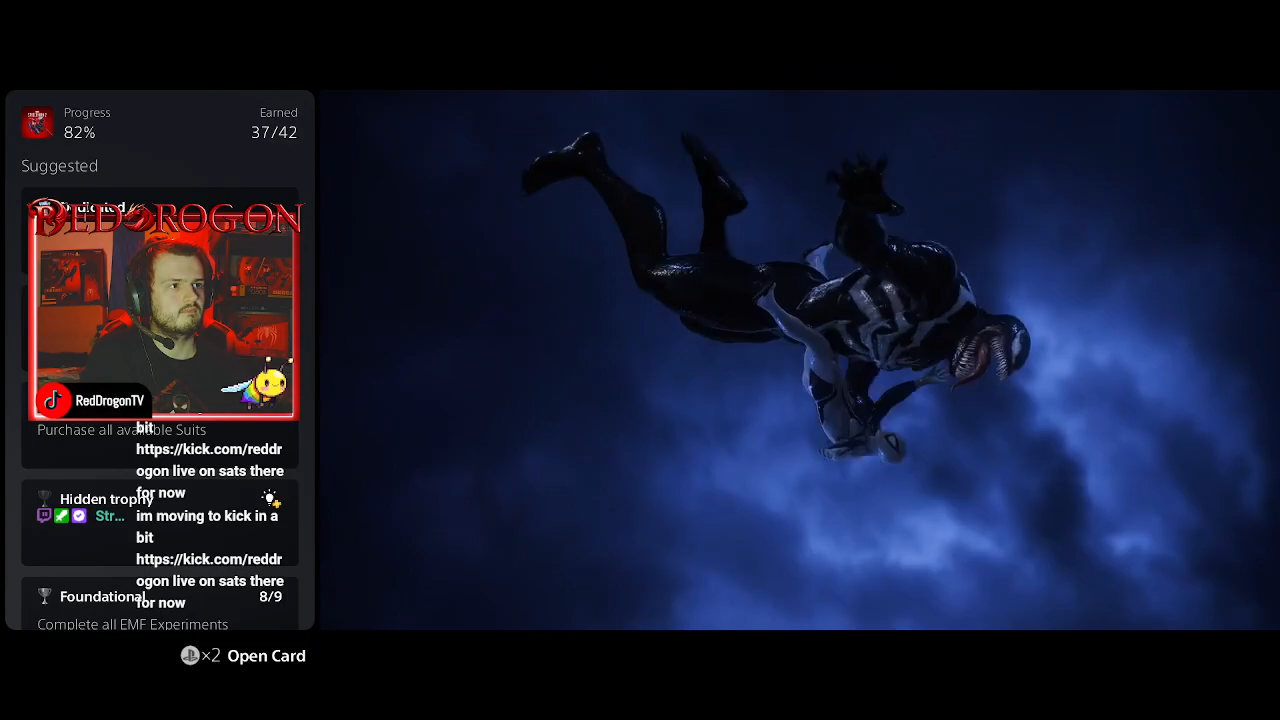 Progress
Earned
82%
37/42
Suggested
Dedicated
REDDROGON
RedDrogonTV
Purchase all available Suits
bit
https://kick.com/reddr
ogon live on sats there
for now
Hidden trophy
Str...
im moving to kick in a
bit
https://kick.com/reddr
ogon live on sats there
for now
Foundational
8/9
Complete all EMF Experiments
×2 Open Card